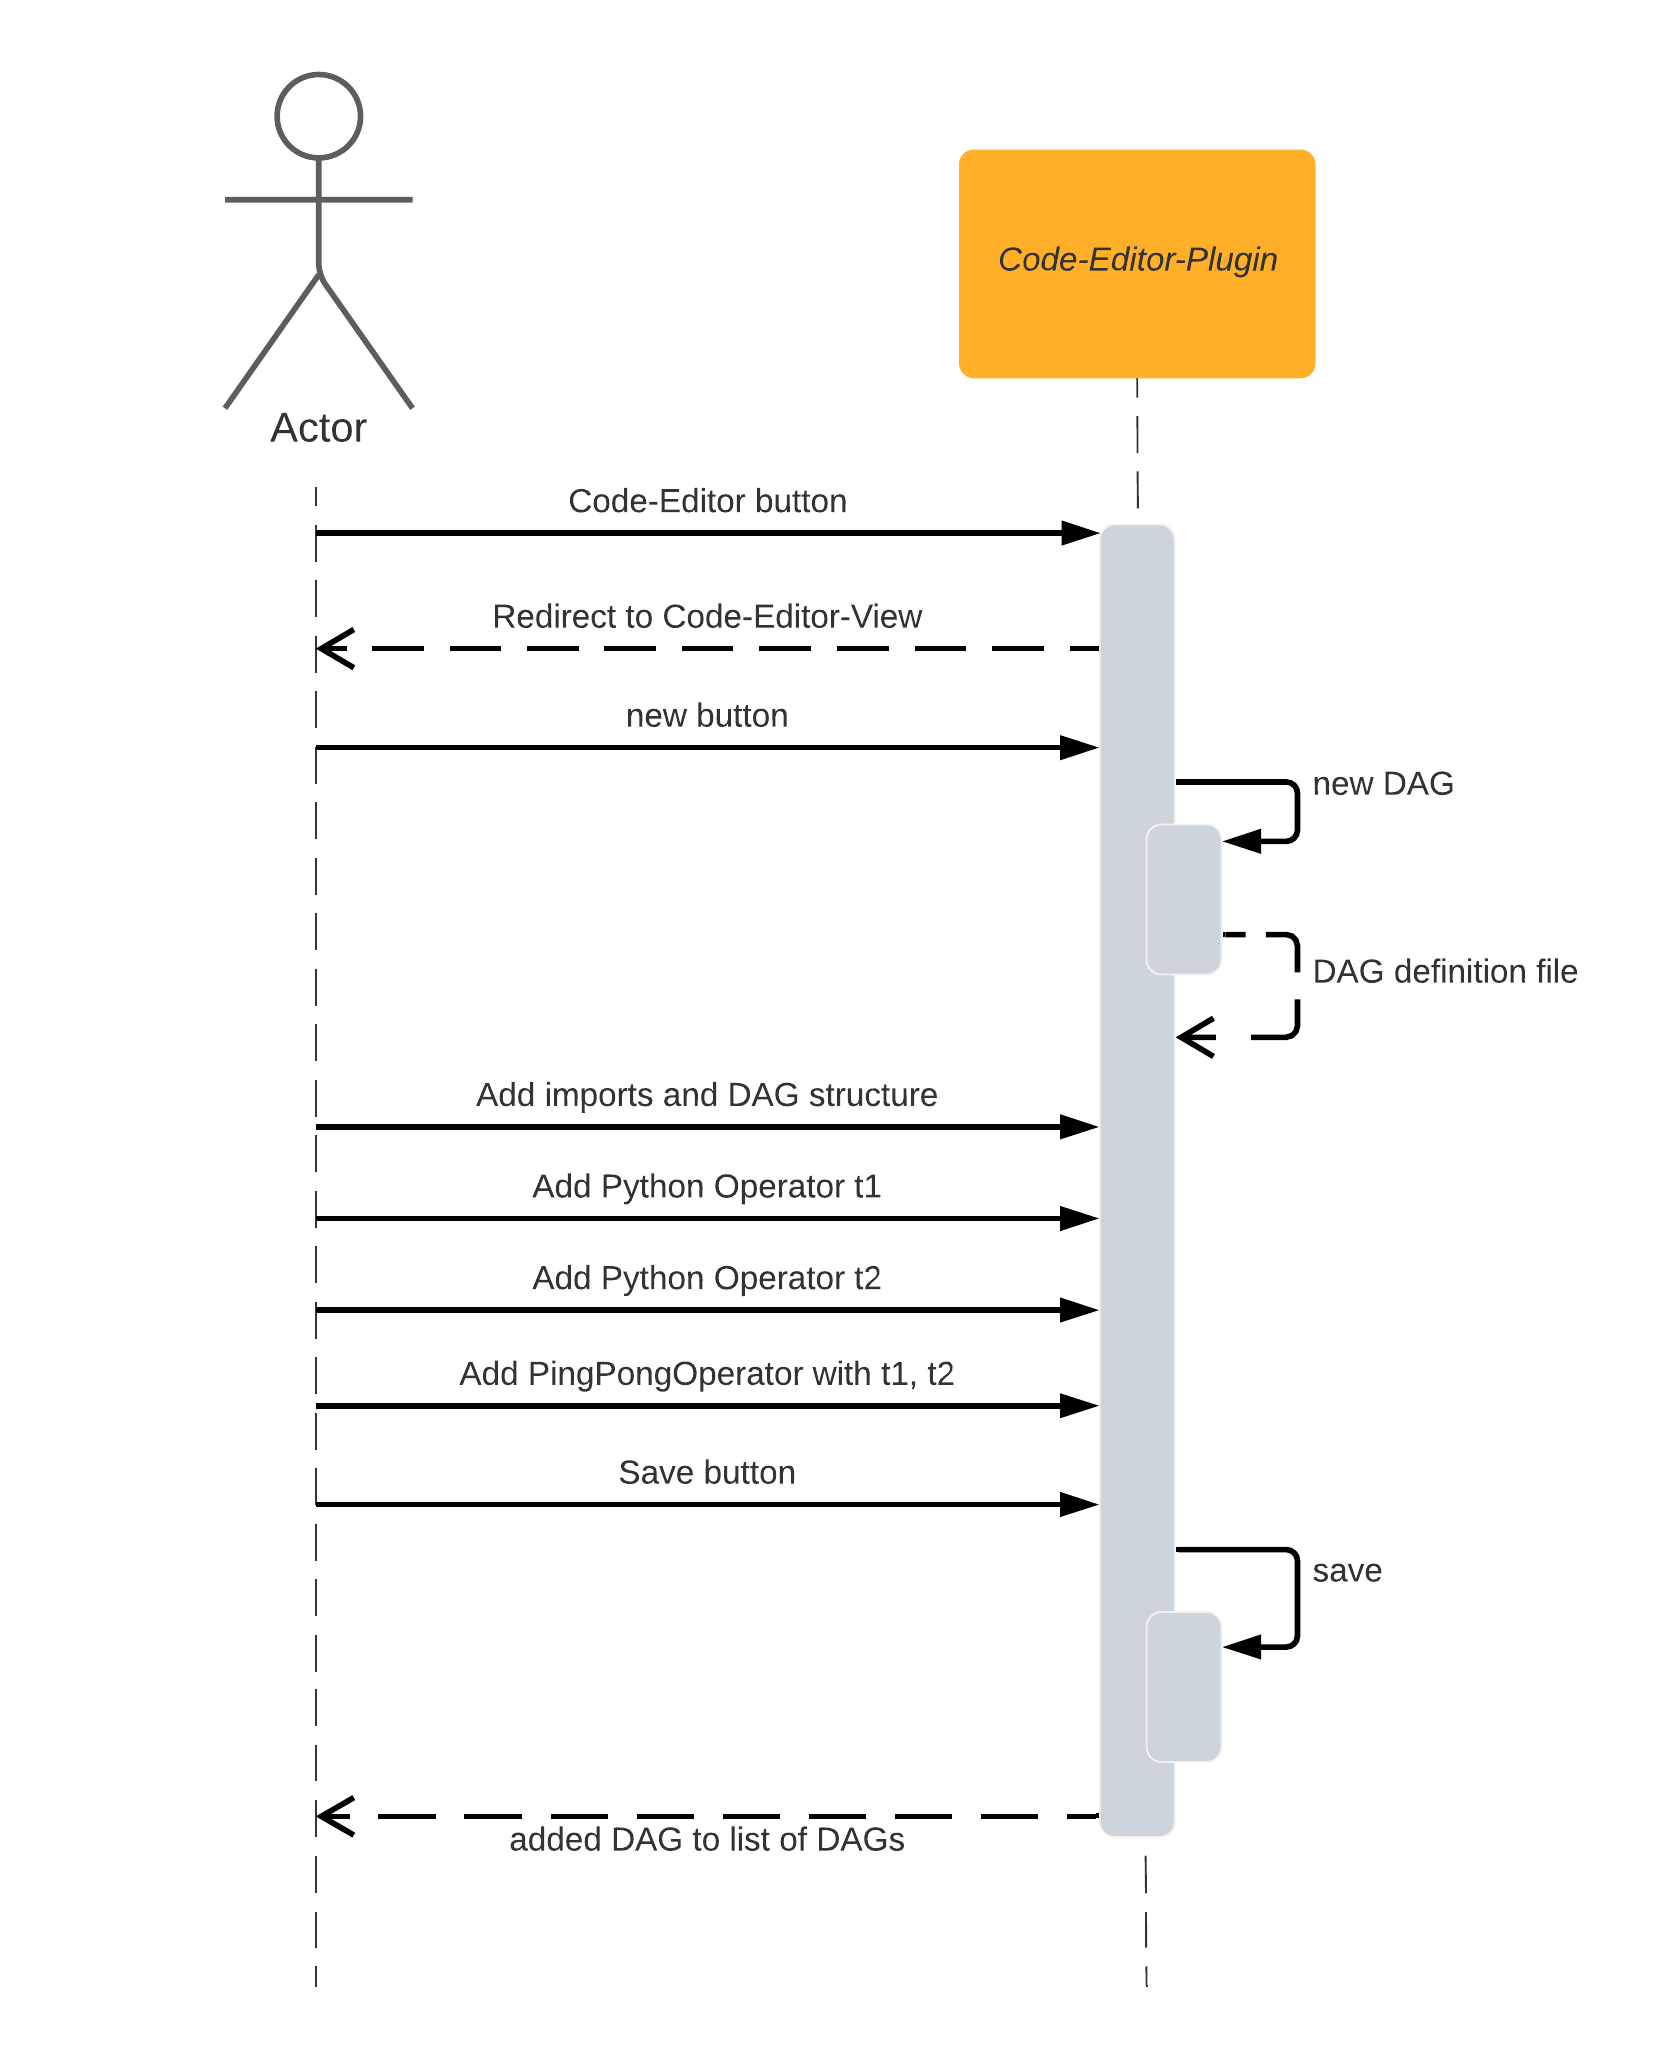 Code-Editor-Plugin
Actor
Code-Editor button
Redirect to Code-Editor-View
new button
new DAG
DAG definition file
Add imports and DAG structure
Add Python Operator t1
Add Python Operator t2
Add PingPongOperator with t1, t2
Save button
save
added DAG to list of DAGs